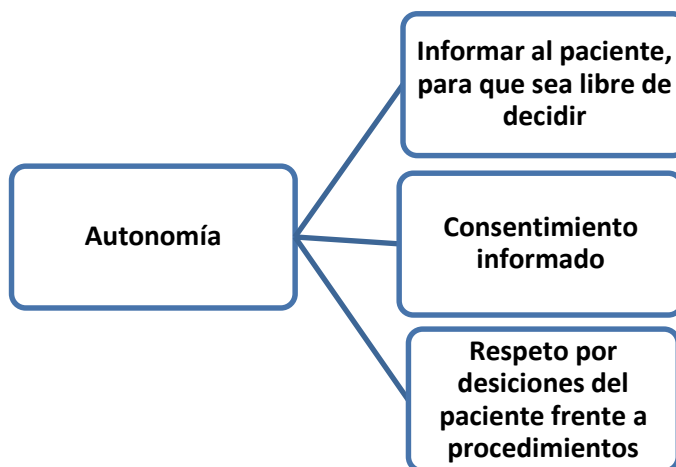 Informar al paciente,
para que sea libre de
decidir
Autonomía
Consentimiento
informado
Respeto por
desiciones del
paciente frente a
procedimientos